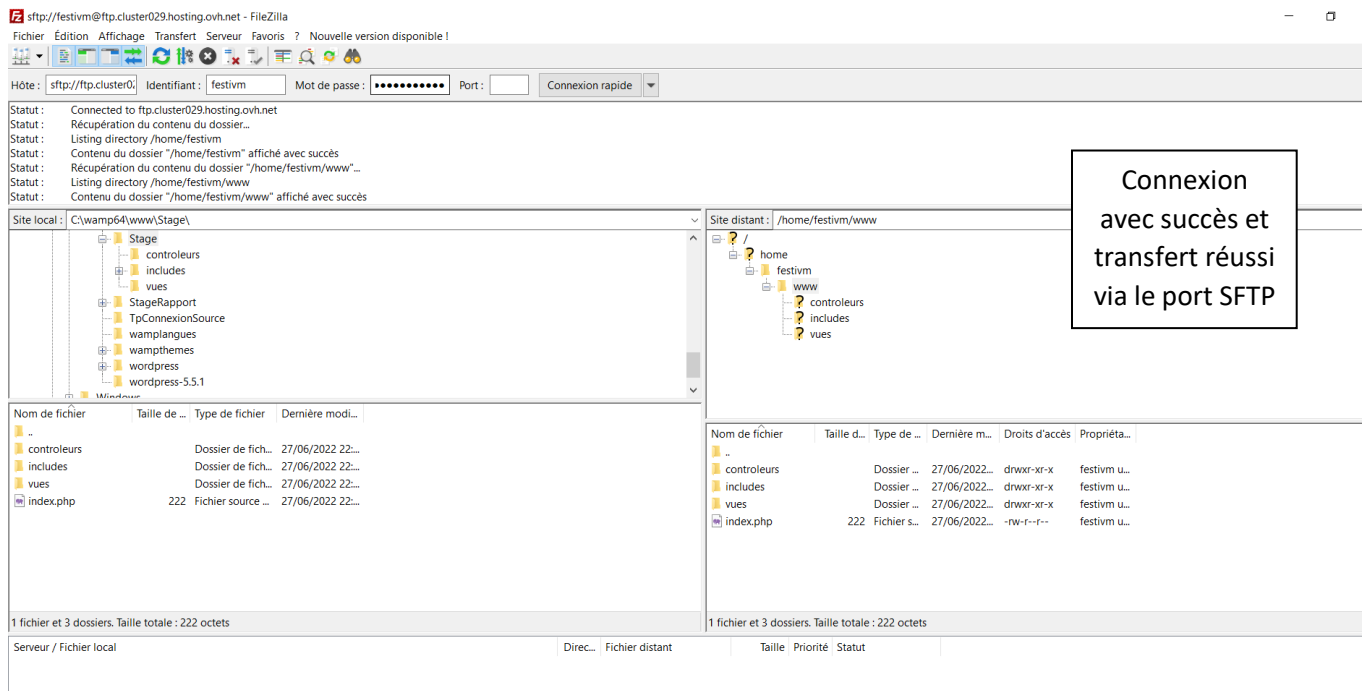 sftp://festivm@ftp.cluster029.hosting.ovh.net - FileZilla
Fichier Édition Affichage Transfert Serveur Favoris ? Nouvelle version disponible !
Hôte : sftp://ftp.cluster0 Identifiant : festivm Mot de passe : ●●●●●●●●●●● Port : Connexion rapide
Statut : Connected to ftp.cluster029.hosting.ovh.net
Statut : Récupération du contenu du dossier...
Statut : Listing directory /home/festivm
Statut : Contenu du dossier "/home/festivm" affiché avec succès
Statut : Récupération du contenu du dossier "/home/festivm/www"...
Statut : Listing directory /home/festivm/www
Statut : Contenu du dossier "/home/festivm/www" affiché avec succès
Connexion
avec succès et
transfert réussi
via le port SFTP
Site local : C:\wamp64\www\Stage\
Stage
controleurs
includes
vues
StageRapport
TpConnexionSource
wamplangues
wampthemes
wordpress
wordpress-5.5.1
Windows
Site distant : /home/festivm/www
/
home
festivm
www
controleurs
includes
vues
Nom de fichier Taille de ... Type de fichier Dernière modi...
..
controleurs Dossier de fich... 27/06/2022 22:...
includes Dossier de fich... 27/06/2022 22:...
vues Dossier de fich... 27/06/2022 22:...
index.php 222 Fichier source ... 27/06/2022 22:...
1 fichier et 3 dossiers. Taille totale : 222 octets
Nom de fichier Taille d... Type de ... Dernière m... Droits d'accès Propriéta...
..
controleurs Dossier ... 27/06/2022... drwxr-xr-x festivm u...
includes Dossier ... 27/06/2022... drwxr-xr-x festivm u...
vues Dossier ... 27/06/2022... drwxr-xr-x festivm u...
index.php 222 Fichier s... 27/06/2022... -rw-r--r-- festivm u...
1 fichier et 3 dossiers. Taille totale : 222 octets
Serveur / Fichier local Direc... Fichier distant Taille Priorité Statut